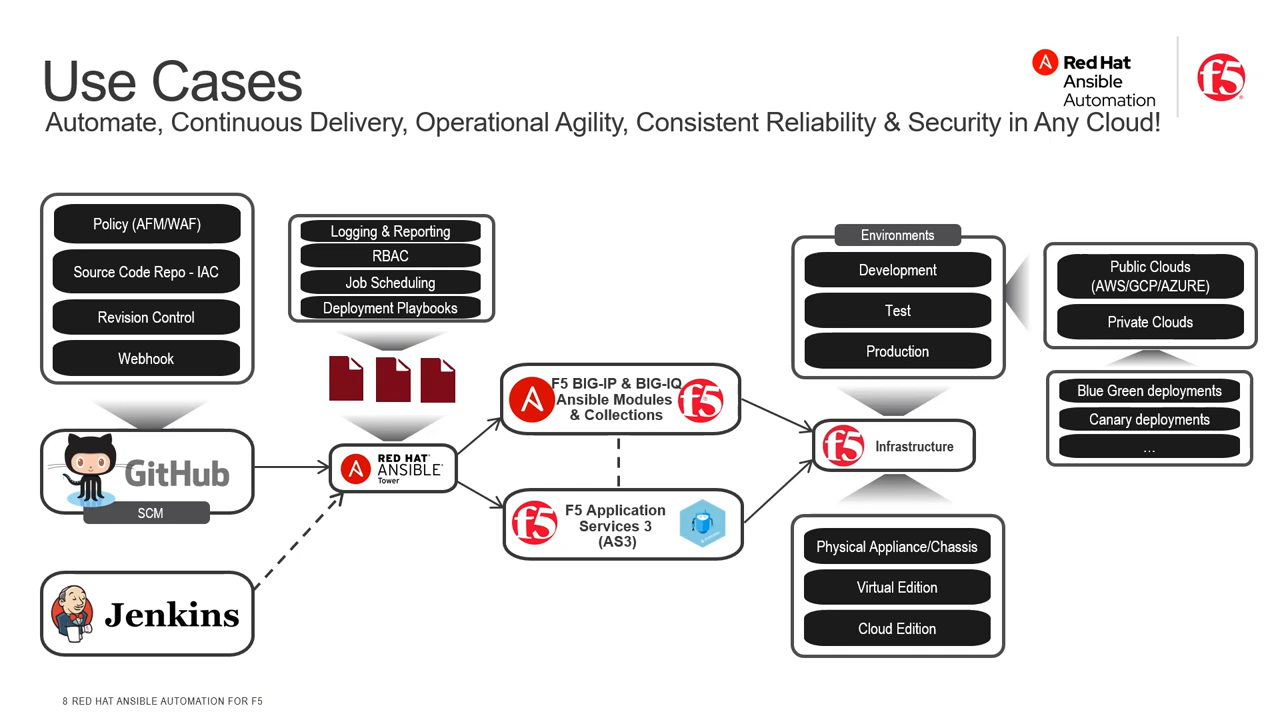 Use Cases
Automate, Continuous Delivery, Operational Agility, Consistent Reliability & Security in Any Cloud!
Red Hat
Ansible
Automation
f5
Policy (AFM/WAF)
Source Code Repo - IAC
Revision Control
Webhook
GitHub
SCM
Jenkins
Logging & Reporting
RBAC
Job Scheduling
Deployment Playbooks
RED HAT
ANSIBLE
Tower
F5 BIG-IP & BIG-IQ
Ansible Modules
& Collections
f5
f5
F5 Application
Services 3
(AS3)
Environments
Development
Test
Production
f5
Infrastructure
Physical Appliance/Chassis
Virtual Edition
Cloud Edition
Public Clouds
(AWS/GCP/AZURE)
Private Clouds
Blue Green deployments
Canary deployments
...
8 RED HAT ANSIBLE AUTOMATION FOR F5